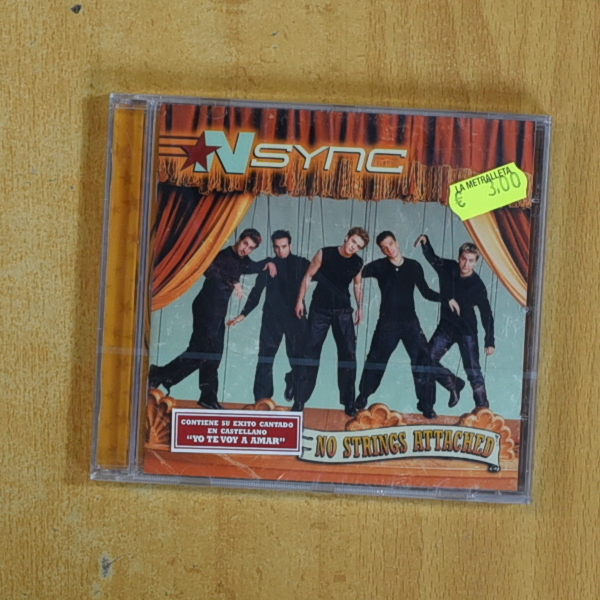 *NSYNC
LA METRALLETA
€ 3.00
CONTIENE SU EXITO CANTADO
EN CASTELLANO
"YO TE VOY A AMAR"
NO STRINGS ATTACHED